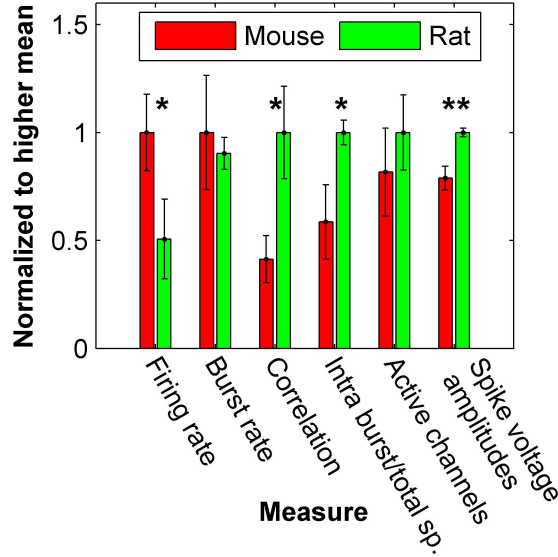 Normalized to higher mean
1.5
1
0.5
0
Mouse
Rat
*
*
*
**
Firing rate
Burst rate
Correlation
Intra burst/total sp.
Active channels
Spike voltage
amplitudes
Measure